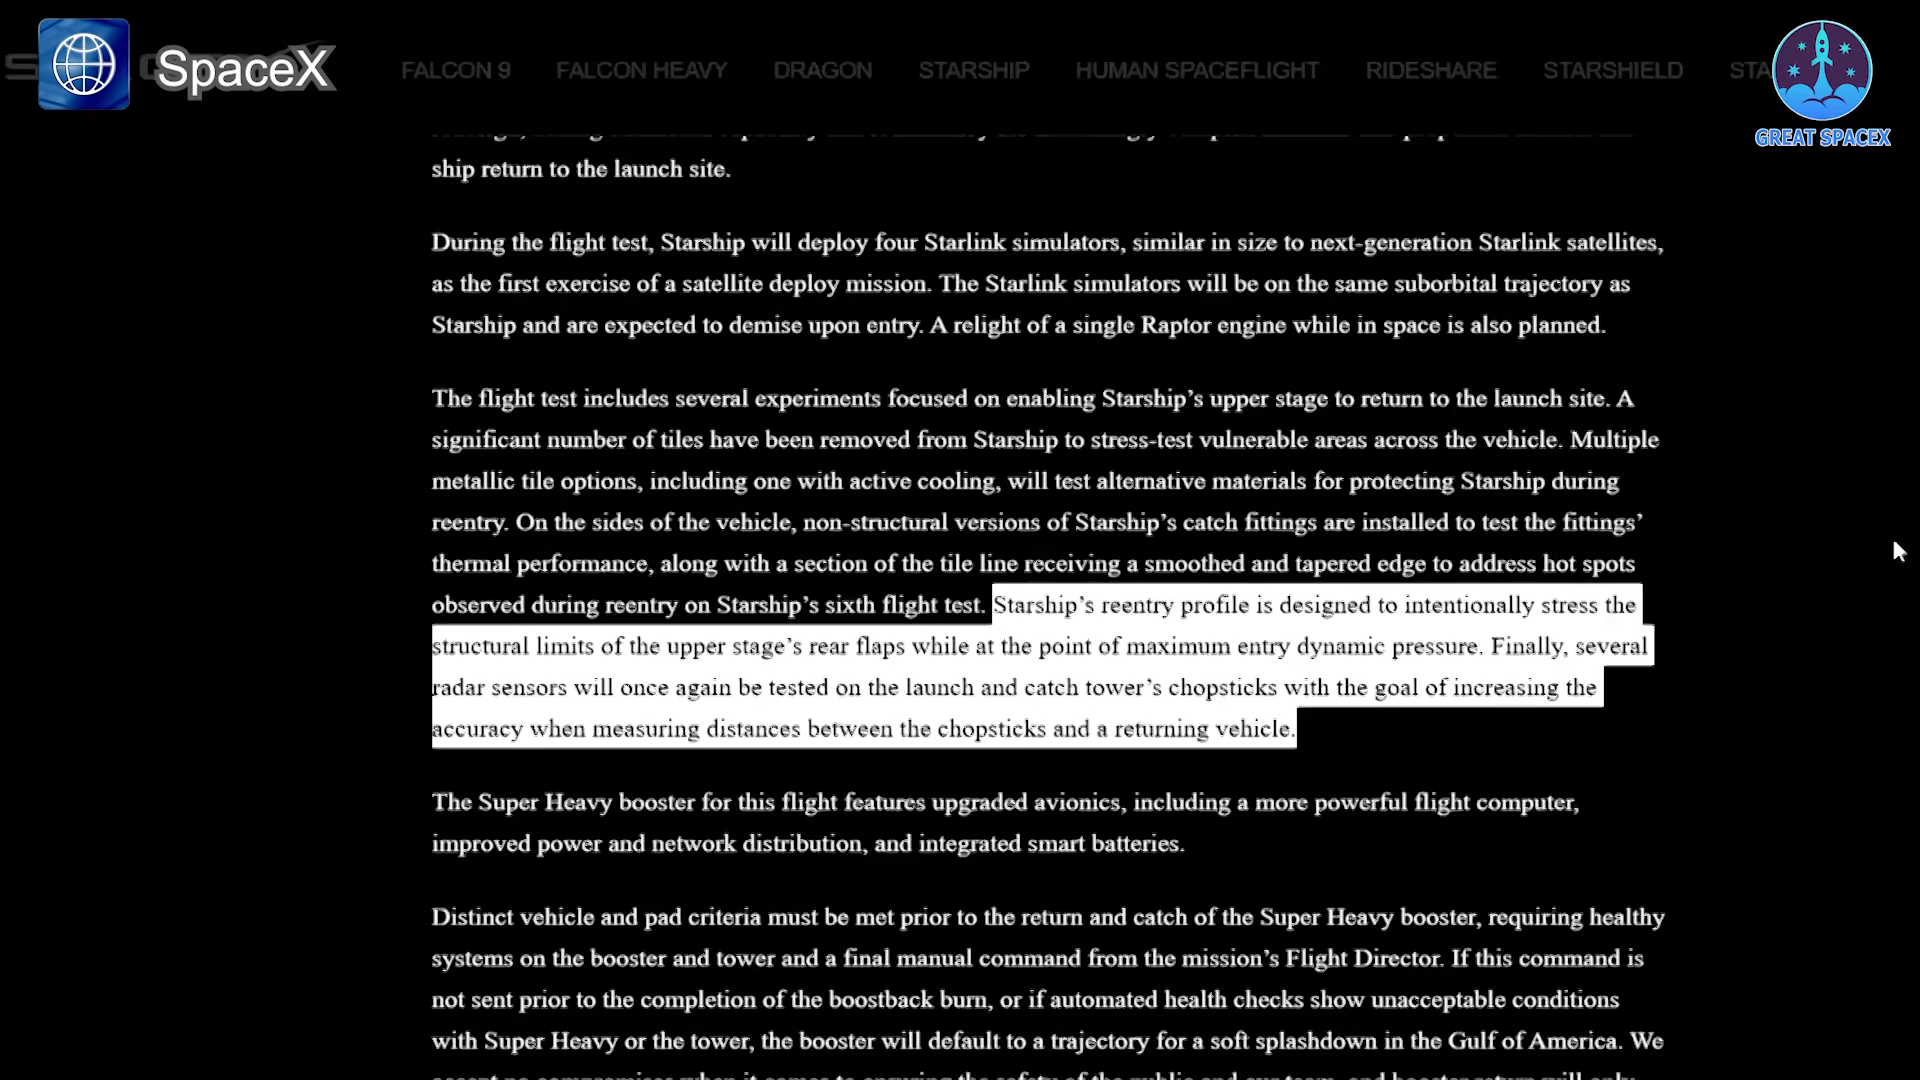 SpaceX
FALCON 9 FALCON HEAVY DRAGON STARSHIP HUMAN SPACEFLIGHT RIDESHARE STARSHIELD STA
GREAT SPACEX
ship return to the launch site.
During the flight test, Starship will deploy four Starlink simulators, similar in size to next-generation Starlink satellites,
as the first exercise of a satellite deploy mission. The Starlink simulators will be on the same suborbital trajectory as
Starship and are expected to demise upon entry. A relight of a single Raptor engine while in space is also planned.
The flight test includes several experiments focused on enabling Starship’s upper stage to return to the launch site. A
significant number of tiles have been removed from Starship to stress-test vulnerable areas across the vehicle. Multiple
metallic tile options, including one with active cooling, will test alternative materials for protecting Starship during
reentry. On the sides of the vehicle, non-structural versions of Starship’s catch fittings are installed to test the fittings’
thermal performance, along with a section of the tile line receiving a smoothed and tapered edge to address hot spots
observed during reentry on Starship’s sixth flight test. Starship’s reentry profile is designed to intentionally stress the
structural limits of the upper stage’s rear flaps while at the point of maximum entry dynamic pressure. Finally, several
radar sensors will once again be tested on the launch and catch tower’s chopsticks with the goal of increasing the
accuracy when measuring distances between the chopsticks and a returning vehicle.
The Super Heavy booster for this flight features upgraded avionics, including a more powerful flight computer,
improved power and network distribution, and integrated smart batteries.
Distinct vehicle and pad criteria must be met prior to the return and catch of the Super Heavy booster, requiring healthy
systems on the booster and tower and a final manual command from the mission’s Flight Director. If this command is
not sent prior to the completion of the boostback burn, or if automated health checks show unacceptable conditions
with Super Heavy or the tower, the booster will default to a trajectory for a soft splashdown in the Gulf of America. We